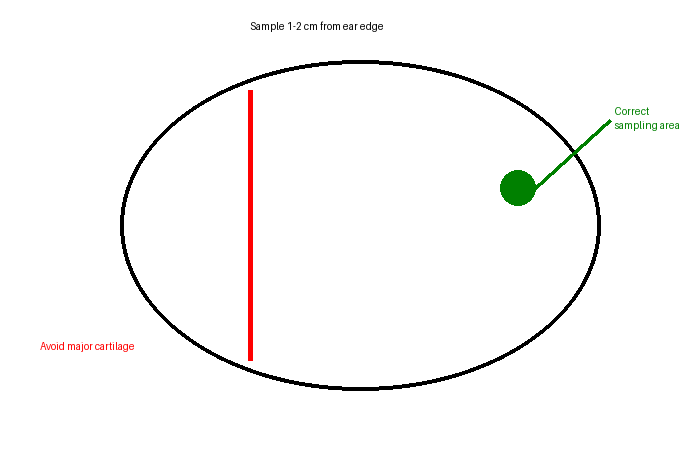 Sample 1-2 cm from ear edge
Correct
sampling area
Avoid major cartilage